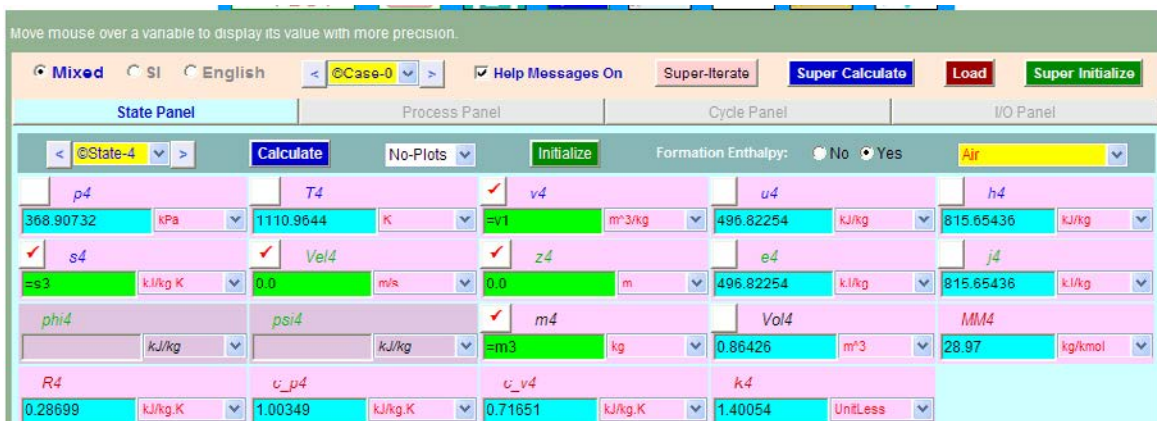 Move mouse over a variable to display its value with more precision.
Mixed SI English < ©Case-0 > Help Messages On Super-Iterate Super Calculate Load Super Initialize
State Panel Process Panel Cycle Panel I/O Panel
< ©State-4 > Calculate No-Plots Initialize Formation Enthalpy: No Yes Air
p4 T4 v4 u4 h4
368.90732 kPa 1110.9644 K =v1 m^3/kg 496.82254 kJ/kg 815.65436 kJ/kg
s4 Vel4 z4 e4 j4
=s3 kJ/kg.K 0.0 m/s 0.0 m 496.82254 kJ/kg 815.65436 kJ/kg
phi4 psi4 m4 Vol4 MM4
kJ/kg kJ/kg =m3 kg 0.86426 m^3 28.97 kg/kmol
R4 c_p4 c_v4 k4
0.28699 kJ/kg.K 1.00349 kJ/kg.K 0.71651 kJ/kg.K 1.40054 UnitLess